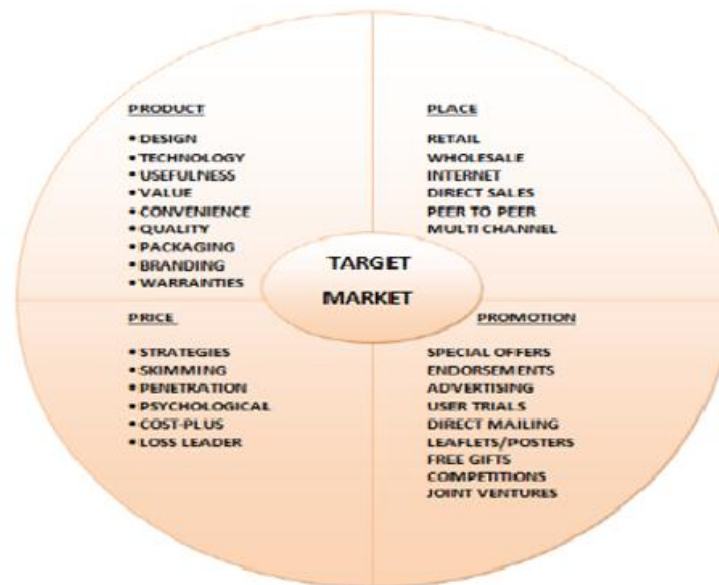 PRODUCT
• DESIGN
• TECHNOLOGY
• USEFULNESS
• VALUE
• CONVENIENCE
• QUALITY
• PACKAGING
• BRANDING
• WARRANTIES
PLACE
RETAIL
WHOLESALE
INTERNET
DIRECT SALES
PEER TO PEER
MULTI CHANNEL
TARGET
MARKET
PRICE
• STRATEGIES
• SKIMMING
• PENETRATION
• PSYCHOLOGICAL
• COST-PLUS
• LOSS LEADER
PROMOTION
SPECIAL OFFERS
ENDORSEMENTS
ADVERTISING
USER TRIALS
DIRECT MAILING
LEAFLETS/POSTERS
FREE GIFTS
COMPETITIONS
JOINT VENTURES